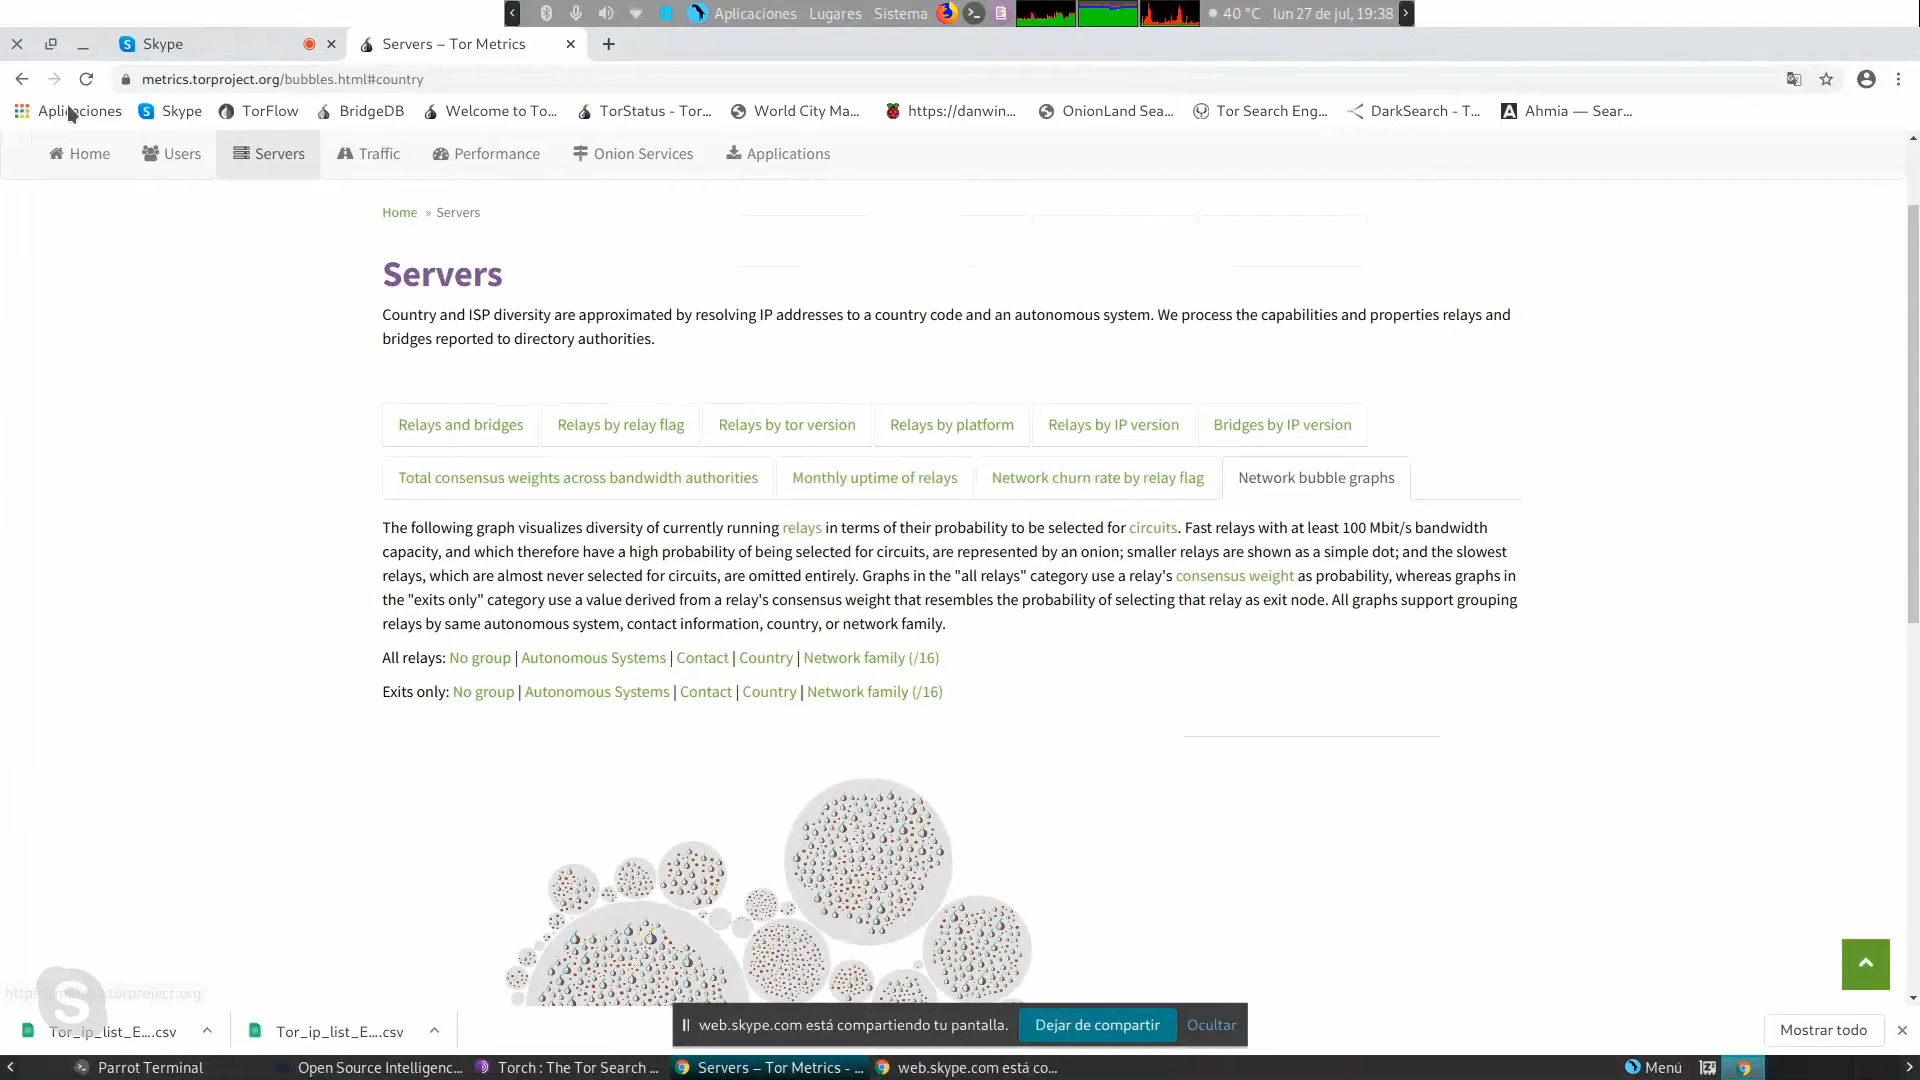 Aplicaciones Lugares Sistema 40 °C lun 27 de jul, 19:38
Skype Servers – Tor Metrics
metrics.torproject.org/bubbles.html#country
Aplicaciones Skype TorFlow BridgeDB Welcome to To... TorStatus - Tor... World City Ma... https://danwin... OnionLand Sea... Tor Search Eng... DarkSearch - T... Ahmia — Sear...
Home Users Servers Traffic Performance Onion Services Applications
Home » Servers
Servers
Country and ISP diversity are approximated by resolving IP addresses to a country code and an autonomous system. We process the capabilities and properties relays and
bridges reported to directory authorities.
Relays and bridges Relays by relay flag Relays by tor version Relays by platform Relays by IP version Bridges by IP version
Total consensus weights across bandwidth authorities Monthly uptime of relays Network churn rate by relay flag Network bubble graphs
The following graph visualizes diversity of currently running relays in terms of their probability to be selected for circuits. Fast relays with at least 100 Mbit/s bandwidth
capacity, and which therefore have a high probability of being selected for circuits, are represented by an onion; smaller relays are shown as a simple dot; and the slowest
relays, which are almost never selected for circuits, are omitted entirely. Graphs in the "all relays" category use a relay's consensus weight as probability, whereas graphs in
the "exits only" category use a value derived from a relay's consensus weight that resembles the probability of selecting that relay as exit node. All graphs support grouping
relays by same autonomous system, contact information, country, or network family.
All relays: No group | Autonomous Systems | Contact | Country | Network family (/16)
Exits only: No group | Autonomous Systems | Contact | Country | Network family (/16)
https://metrics.torproject.org
Tor_ip_list_E....csv Tor_ip_list_E....csv web.skype.com está compartiendo tu pantalla. Dejar de compartir Ocultar Mostrar todo
Parrot Terminal Open Source Intelligenc... Torch : The Tor Search ... Servers – Tor Metrics - ... web.skype.com está co... Menú